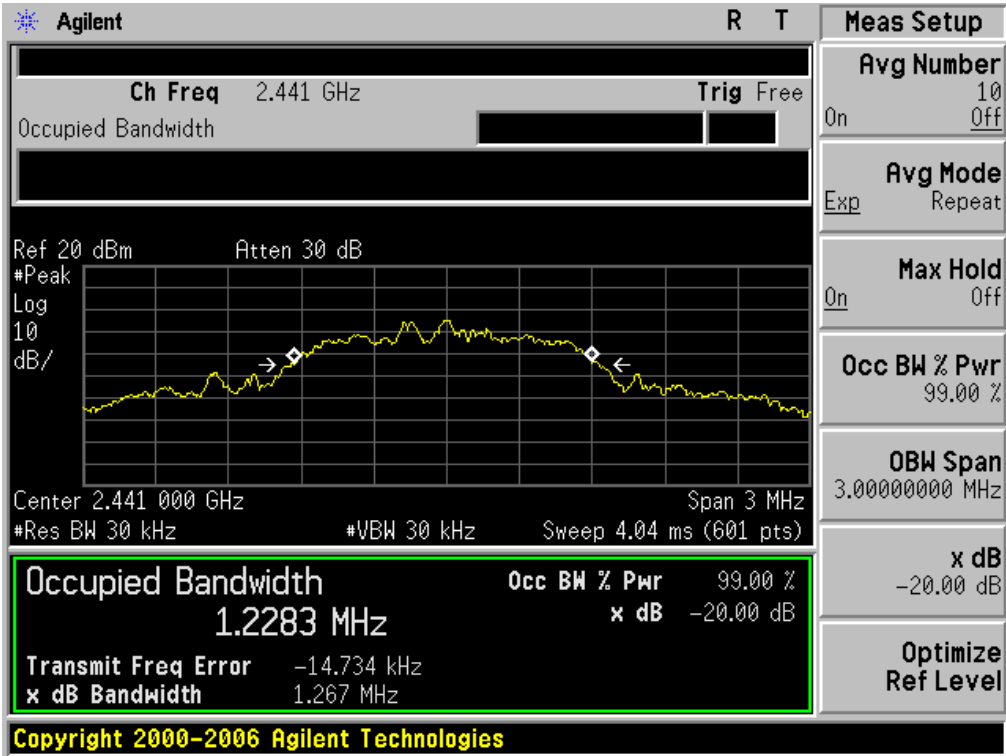 Agilent R T
Ch Freq 2.441 GHz Trig Free
Occupied Bandwidth
Ref 20 dBm Atten 30 dB
#Peak
Log
10
dB/
Center 2.441 000 GHz Span 3 MHz
#Res BW 30 kHz #VBW 30 kHz Sweep 4.04 ms (601 pts)
Occupied Bandwidth Occ BW % Pwr 99.00 %
1.2283 MHz x dB -20.00 dB
Transmit Freq Error -14.734 kHz
x dB Bandwidth 1.267 MHz
Copyright 2000-2006 Agilent Technologies
Meas Setup
Avg Number
10
On Off
Avg Mode
Exp Repeat
Max Hold
On Off
Occ BW % Pwr
99.00 %
OBW Span
3.00000000 MHz
x dB
-20.00 dB
Optimize
Ref Level